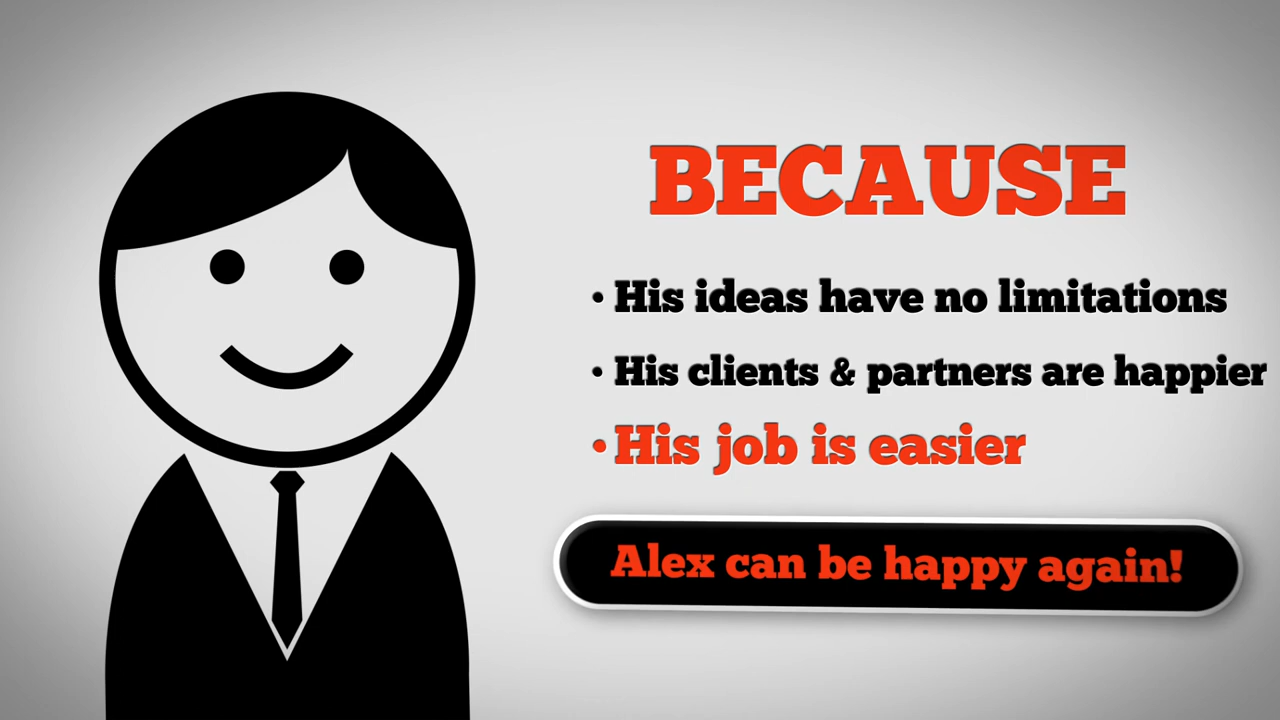 BECAUSE
• His ideas have no limitations
• His clients & partners are happier
• His job is easier
Alex can be happy again!